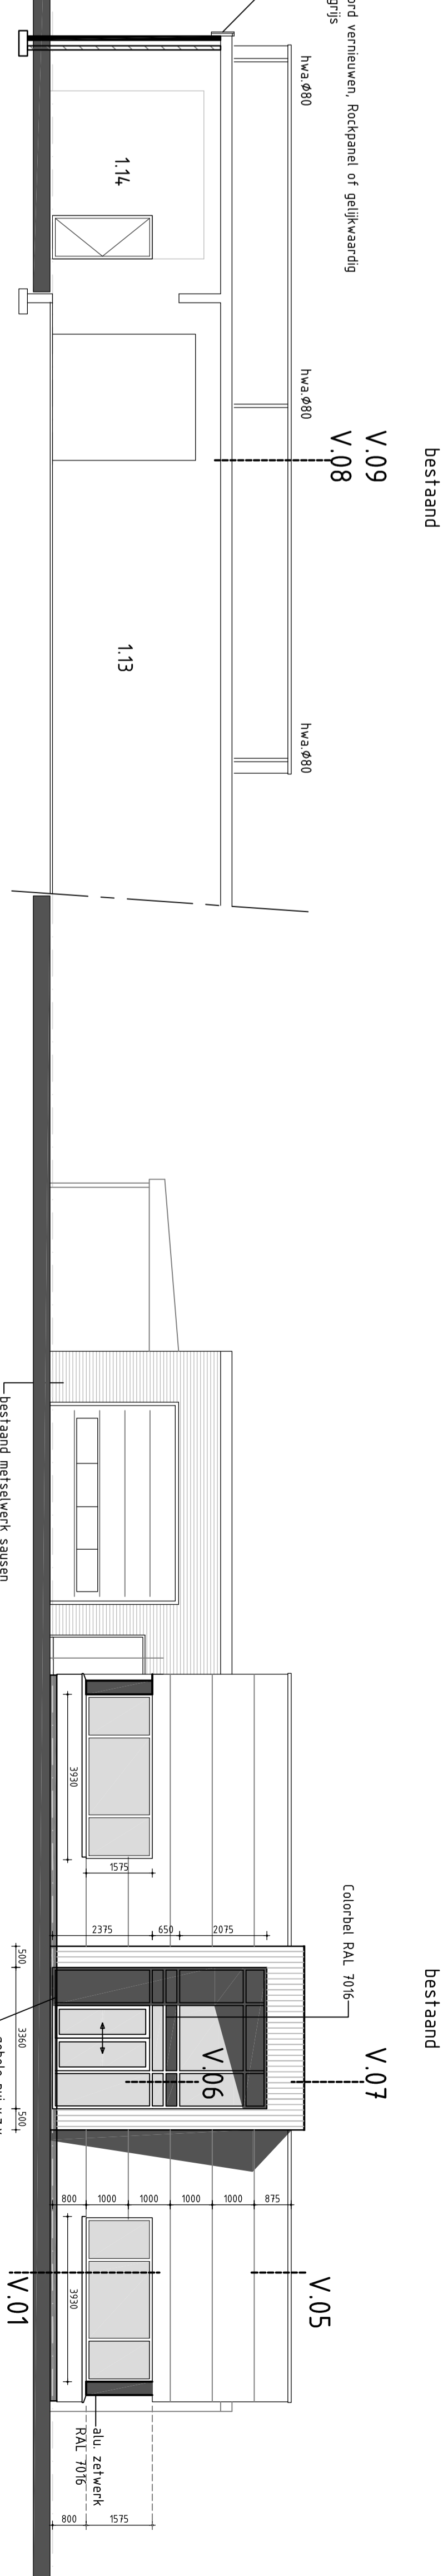 ord vernieuwen, Rockpanel of gelijkwaardig
grijs
hwa.Ø80
hwa.Ø80
hwa.Ø80
1.14
1.13
V.09
V.08
bestaand
bestaand
bestaand metselwerk sausen
Colorbel RAL 7016
V.07
V.06
V.05
V.01
3930
1575
2375
650
2075
500
3360
500
800
1000
1000
1000
1000
875
3930
alu. zetwerk
RAL 7016
800
1575